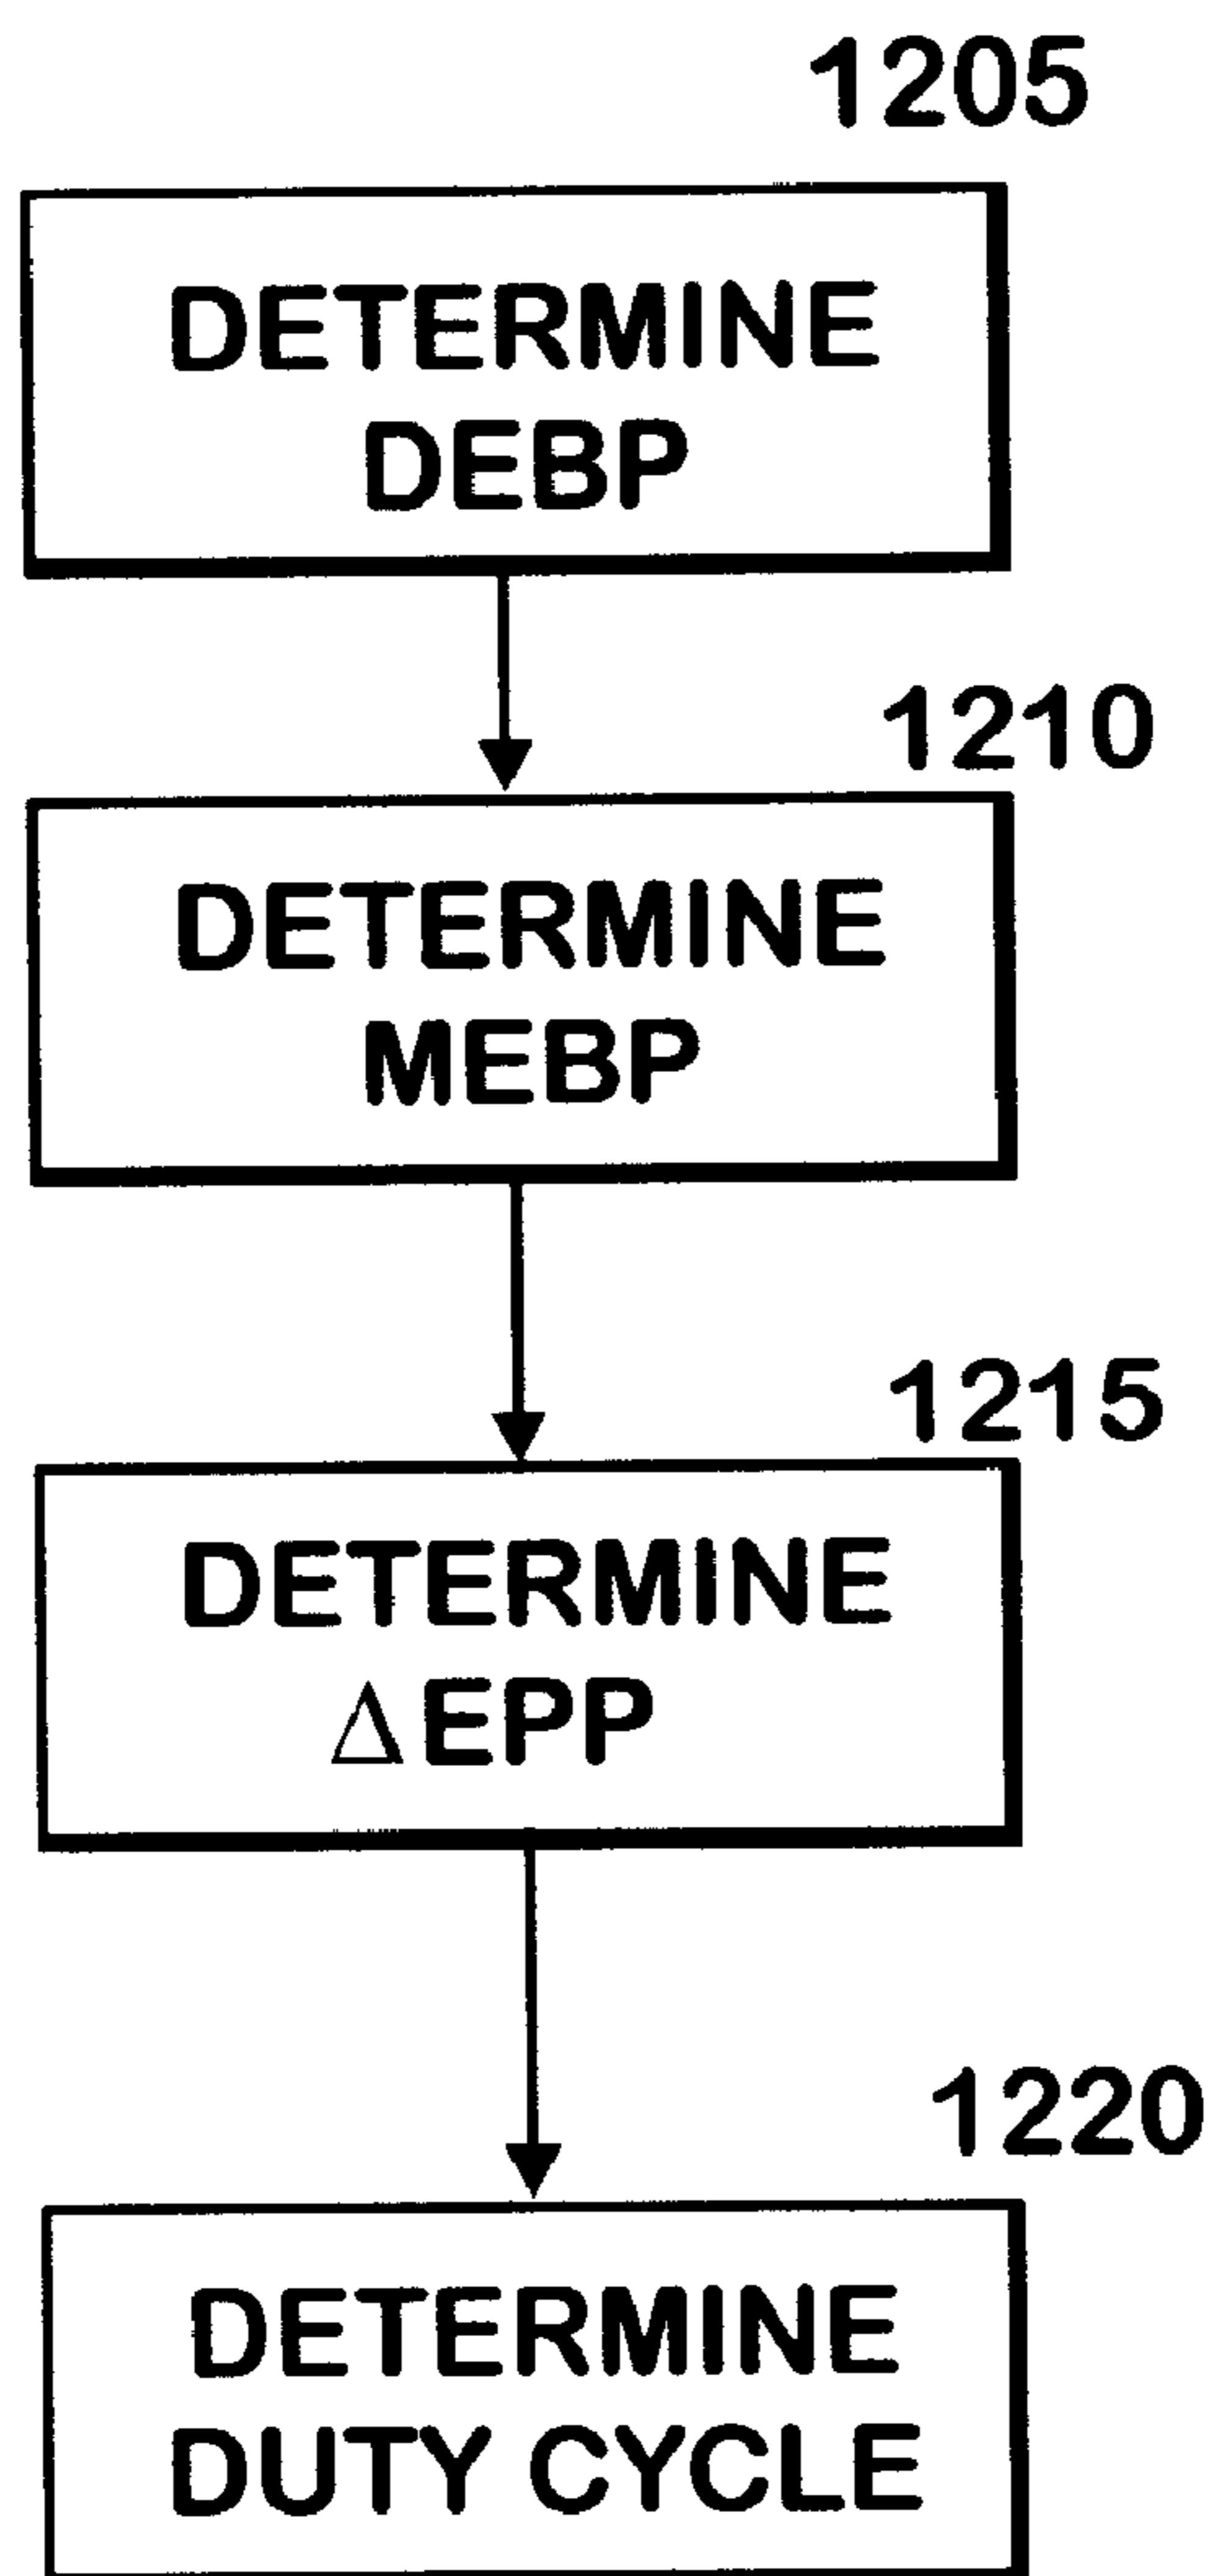 1205
DETERMINE
DEBP
1210
DETERMINE
MEBP
1215
DETERMINE
ΔEPP
1220
DETERMINE
DUTY CYCLE